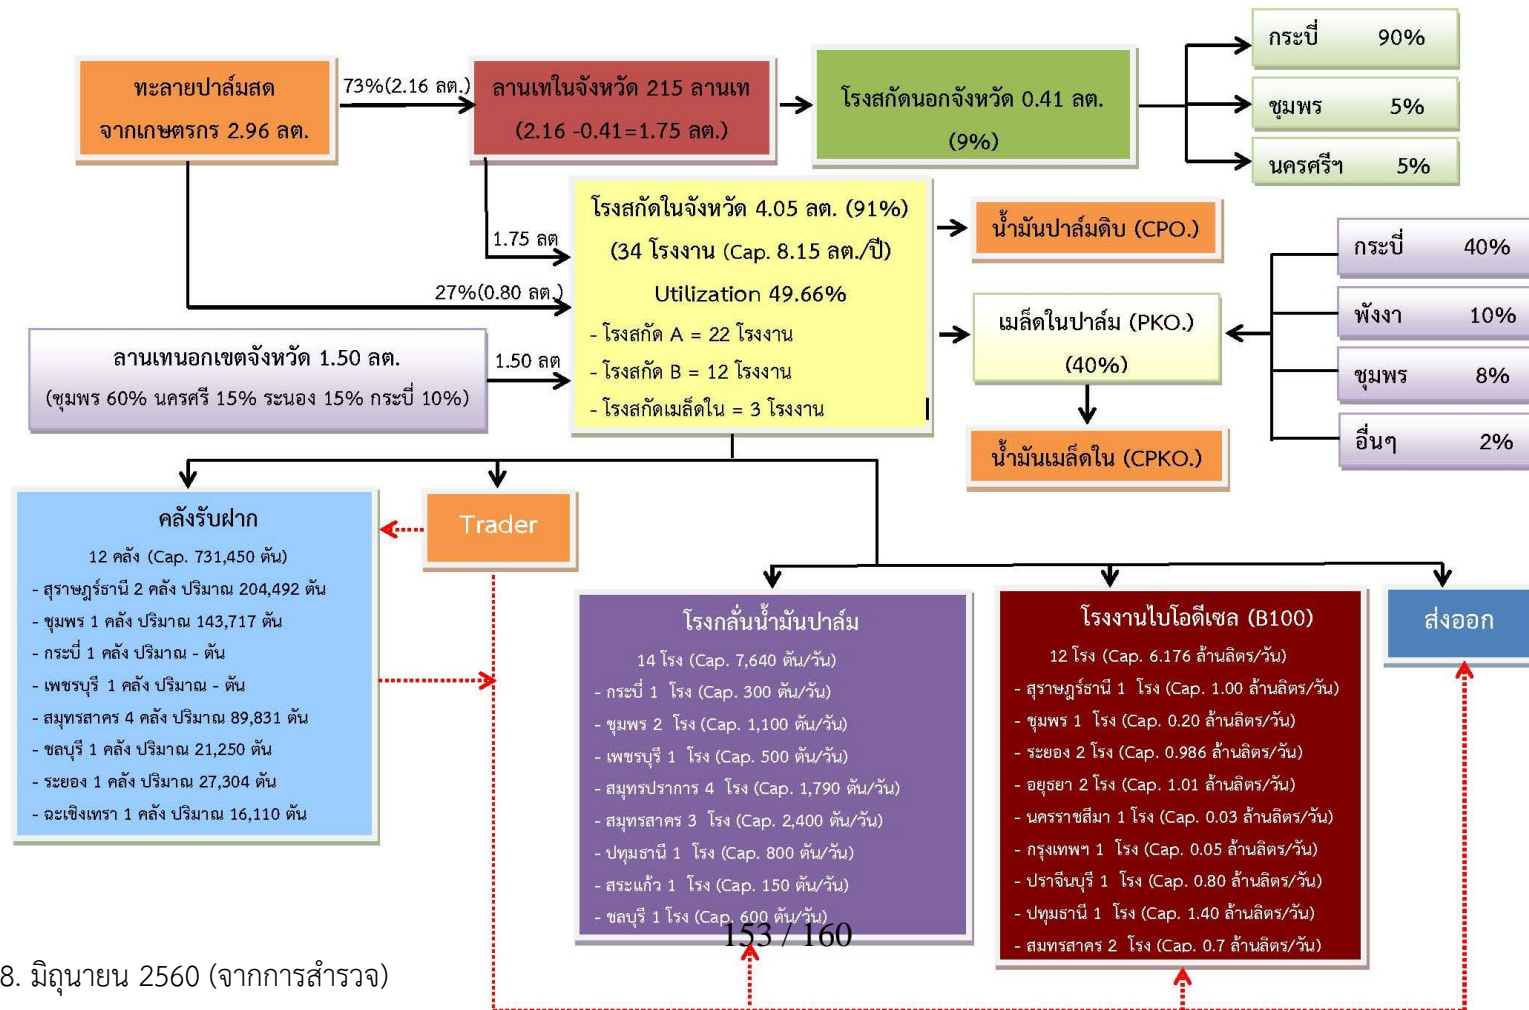 ทะลายปาล์มสด
จากเกษตรกร 2.96 ลต.
73%(2.16 ลต.)
ลานเทในจังหวัด 215 ลานเท
(2.16 -0.41=1.75 ลต.)
โรงสกัดนอกจังหวัด 0.41 ลต.
(9%)
กระบี่ 90%
ชุมพร 5%
นครศรีฯ 5%
1.75 ลต
27%(0.80 ลต.)
ลานเทนอกเขตจังหวัด 1.50 ลต.
(ชุมพร 60% นครศรี 15% ระนอง 15% กระบี่ 10%)
1.50 ลต
โรงสกัดในจังหวัด 4.05 ลต. (91%)
(34 โรงงาน (Cap. 8.15 ลต./ปี)
Utilization 49.66%
- โรงสกัด A = 22 โรงงาน
- โรงสกัด B = 12 โรงงาน
- โรงสกัดเมล็ดใน = 3 โรงงาน
น้ำมันปาล์มดิบ (CPO.)
เมล็ดในปาล์ม (PKO.)
(40%)
น้ำมันเมล็ดใน (CPKO.)
กระบี่ 40%
พังงา 10%
ชุมพร 8%
อื่นๆ 2%
คลังรับฝาก
12 คลัง (Cap. 731,450 ตัน)
- สุราษฎร์ธานี 2 คลัง ปริมาณ 204,492 ตัน
- ชุมพร 1 คลัง ปริมาณ 143,717 ตัน
- กระบี่ 1 คลัง ปริมาณ - ตัน
- เพชรบุรี 1 คลัง ปริมาณ - ตัน
- สมุทรสาคร 4 คลัง ปริมาณ 89,831 ตัน
- ชลบุรี 1 คลัง ปริมาณ 21,250 ตัน
- ระยอง 1 คลัง ปริมาณ 27,304 ตัน
- ฉะเชิงเทรา 1 คลัง ปริมาณ 16,110 ตัน
Trader
โรงกลั่นน้ำมันปาล์ม
14 โรง (Cap. 7,640 ตัน/วัน)
- กระบี่ 1 โรง (Cap. 300 ตัน/วัน)
- ชุมพร 2 โรง (Cap. 1,100 ตัน/วัน)
- เพชรบุรี 1 โรง (Cap. 500 ตัน/วัน)
- สมุทรปราการ 4 โรง (Cap. 1,790 ตัน/วัน)
- สมุทรสาคร 3 โรง (Cap. 2,400 ตัน/วัน)
- ปทุมธานี 1 โรง (Cap. 800 ตัน/วัน)
- สระแก้ว 1 โรง (Cap. 150 ตัน/วัน)
- ชลบุรี 1 โรง (Cap. 600 ตัน/วัน)
โรงงานไบโอดีเซล (B100)
12 โรง (Cap. 6.176 ล้านลิตร/วัน)
- สุราษฎร์ธานี 1 โรง (Cap. 1.00 ล้านลิตร/วัน)
- ชุมพร 1 โรง (Cap. 0.20 ล้านลิตร/วัน)
- ระยอง 2 โรง (Cap. 0.986 ล้านลิตร/วัน)
- อยุธยา 2 โรง (Cap. 1.01 ล้านลิตร/วัน)
- นครราชสีมา 1 โรง (Cap. 0.03 ล้านลิตร/วัน)
- กรุงเทพฯ 1 โรง (Cap. 0.05 ล้านลิตร/วัน)
- ปราจีนบุรี 1 โรง (Cap. 0.80 ล้านลิตร/วัน)
- ปทุมธานี 1 โรง (Cap. 1.40 ล้านลิตร/วัน)
- สมุทรสาคร 2 โรง (Cap. 0.7 ล้านลิตร/วัน)
ส่งออก
153 / 160
8. มิถุนายน 2560 (จากการสำรวจ)